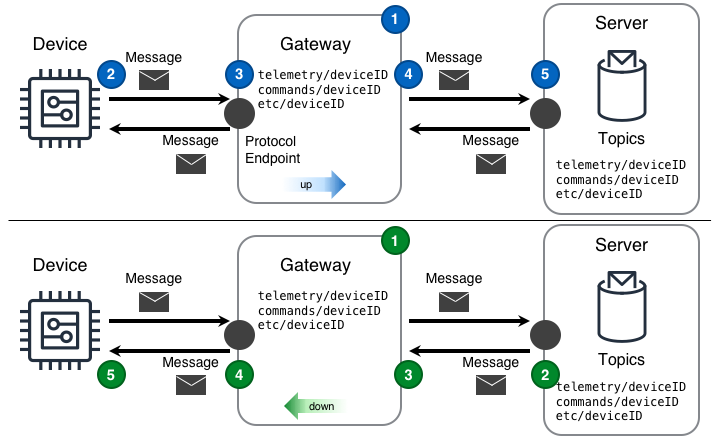 1
Server
Device
Gateway
Message
Message
2
3
4
5
telemetry/deviceID
commands/deviceID
etc/deviceID
Message
Message
Protocol
Endpoint
Topics
telemetry/deviceID
commands/deviceID
etc/deviceID
up
1
Server
Device
Gateway
Message
Message
telemetry/deviceID
commands/deviceID
etc/deviceID
Message
Message
Topics
5
4
3
2
telemetry/deviceID
commands/deviceID
etc/deviceID
down